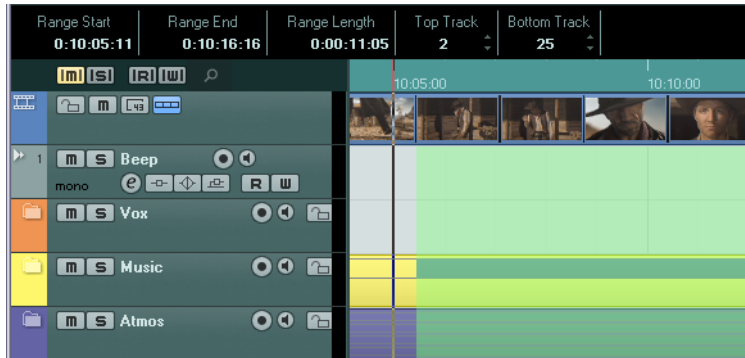 Range Start Range End Range Length Top Track Bottom Track
0:10:05:11 0:10:16:16 0:00:11:05 2 25
M S R W
10:05:00 10:10:00
M 43
1 M S Beep
mono e R W
M S Vox
M S Music
M S Atmos